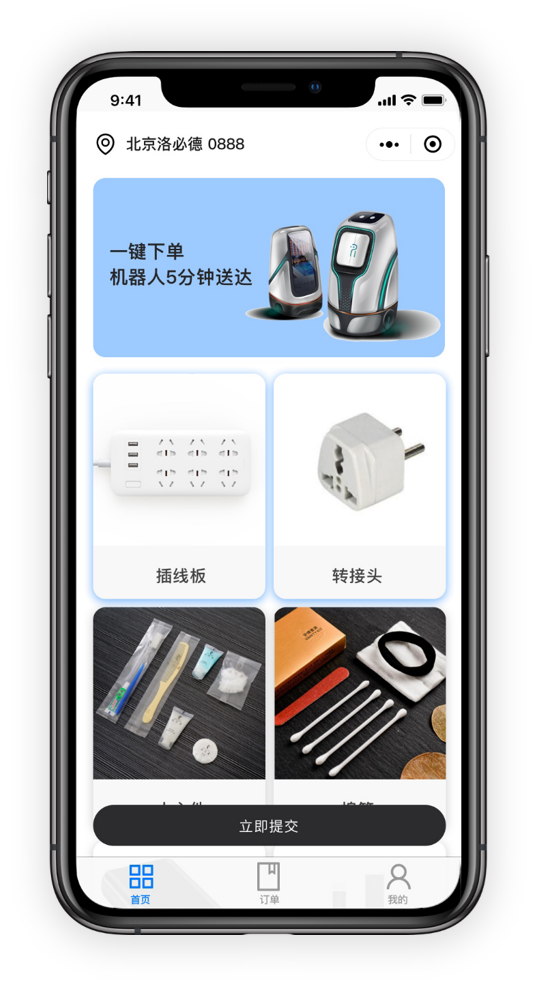 9:41
北京洛必德 0888
一键下单
机器人5分钟送达
插线板
转接头
立即提交
首页
订单
我的